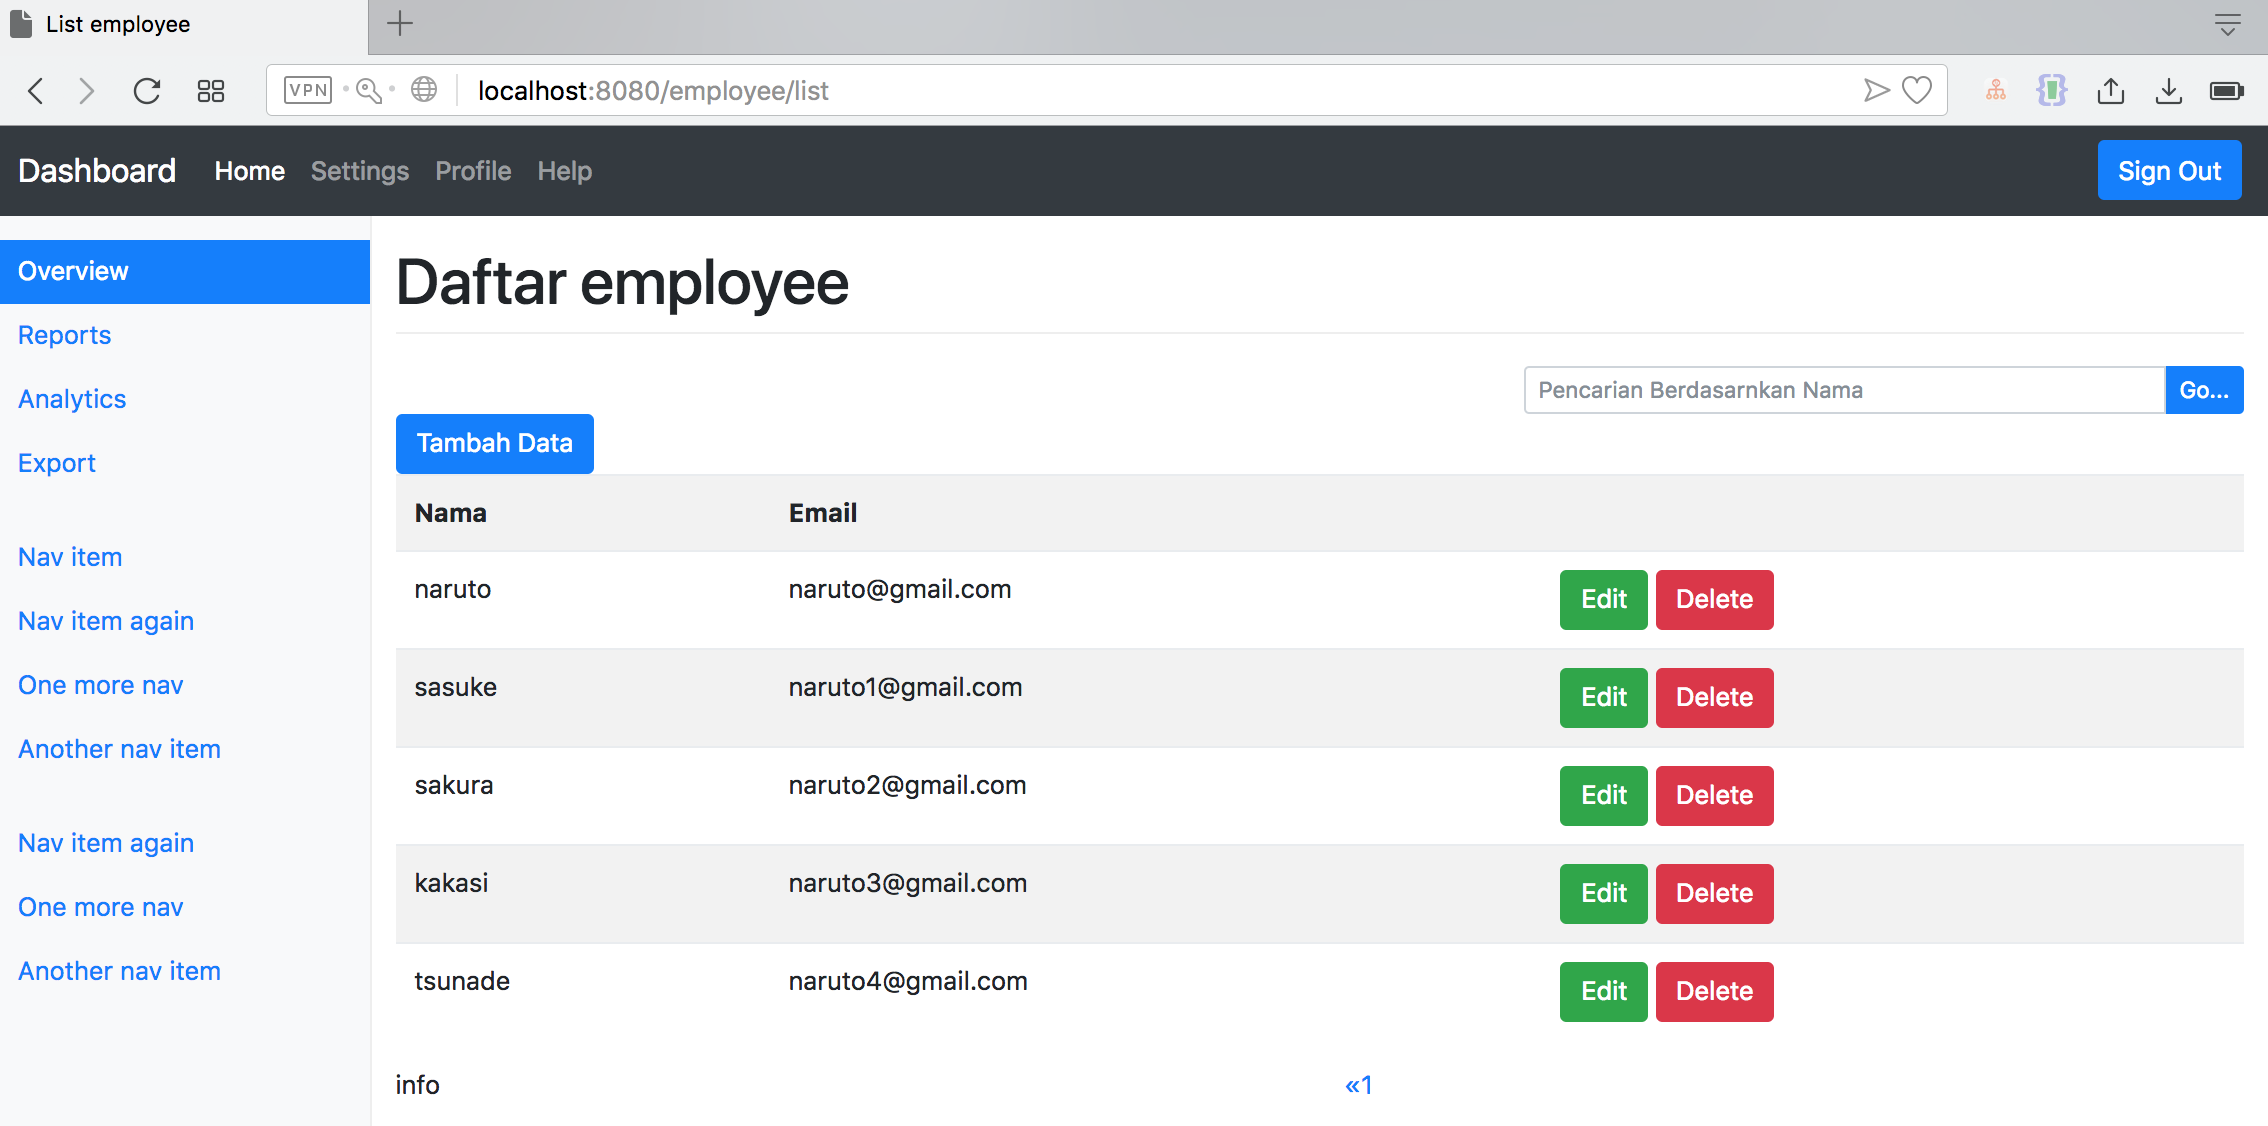 List employee
VPN localhost:8080/employee/list
Dashboard Home Settings Profile Help Sign Out
Overview
Reports
Analytics
Export
Nav item
Nav item again
One more nav
Another nav item
Nav item again
One more nav
Another nav item
Daftar employee
Pencarian Berdasarnkan Nama Go...
Tambah Data
Nama Email
naruto naruto@gmail.com Edit Delete
sasuke naruto1@gmail.com Edit Delete
sakura naruto2@gmail.com Edit Delete
kakasi naruto3@gmail.com Edit Delete
tsunade naruto4@gmail.com Edit Delete
info «1